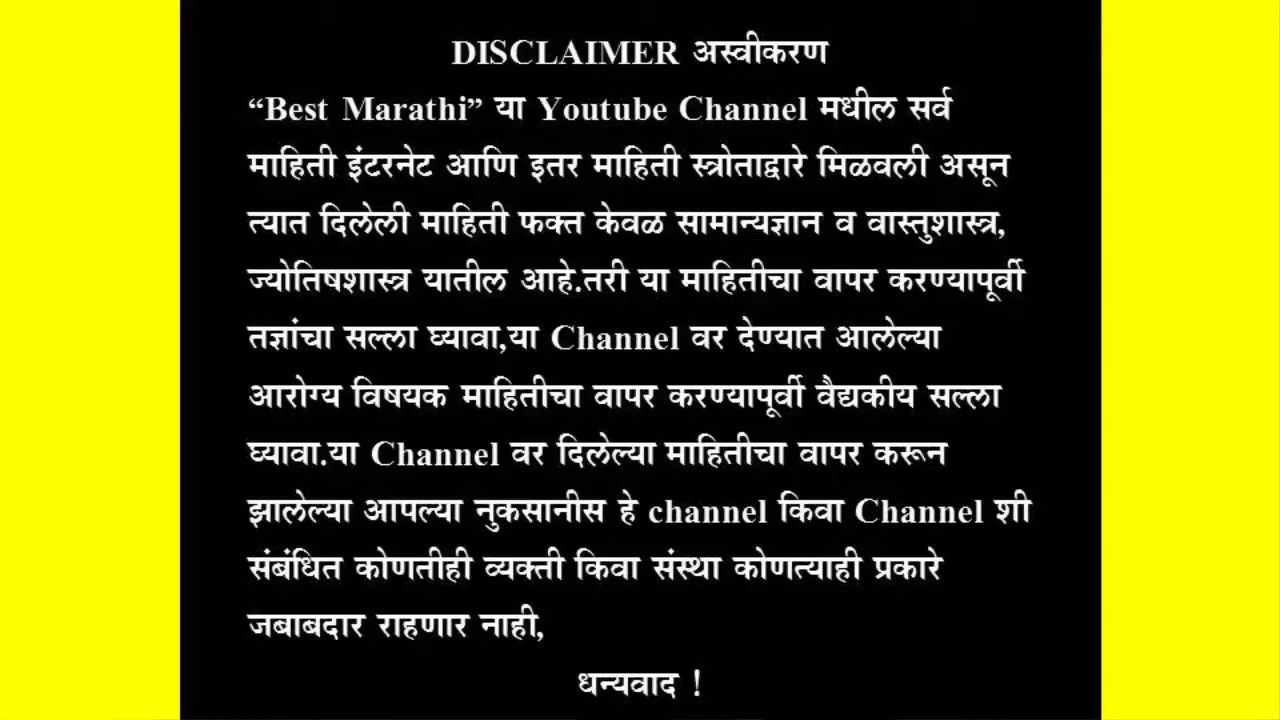 DISCLAIMER अस्वीकरण
“Best Marathi” या Youtube Channel मधील सर्व
माहिती इंटरनेट आणि इतर माहिती स्त्रोताद्वारे मिळवली असून
त्यात दिलेली माहिती फक्त केवळ सामान्यज्ञान व वास्तुशास्त्र,
ज्योतिषशास्त्र यातील आहे.तरी या माहितीचा वापर करण्यापूर्वी
तज्ञांचा सल्ला घ्यावा,या Channel वर देण्यात आलेल्या
आरोग्य विषयक माहितीचा वापर करण्यापूर्वी वैद्यकीय सल्ला
घ्यावा.या Channel वर दिलेल्या माहितीचा वापर करून
झालेल्या आपल्या नुकसानीस हे channel किवा Channel शी
संबंधित कोणतीही व्यक्ती किवा संस्था कोणत्याही प्रकारे
जबाबदार राहणार नाही,
धन्यवाद !